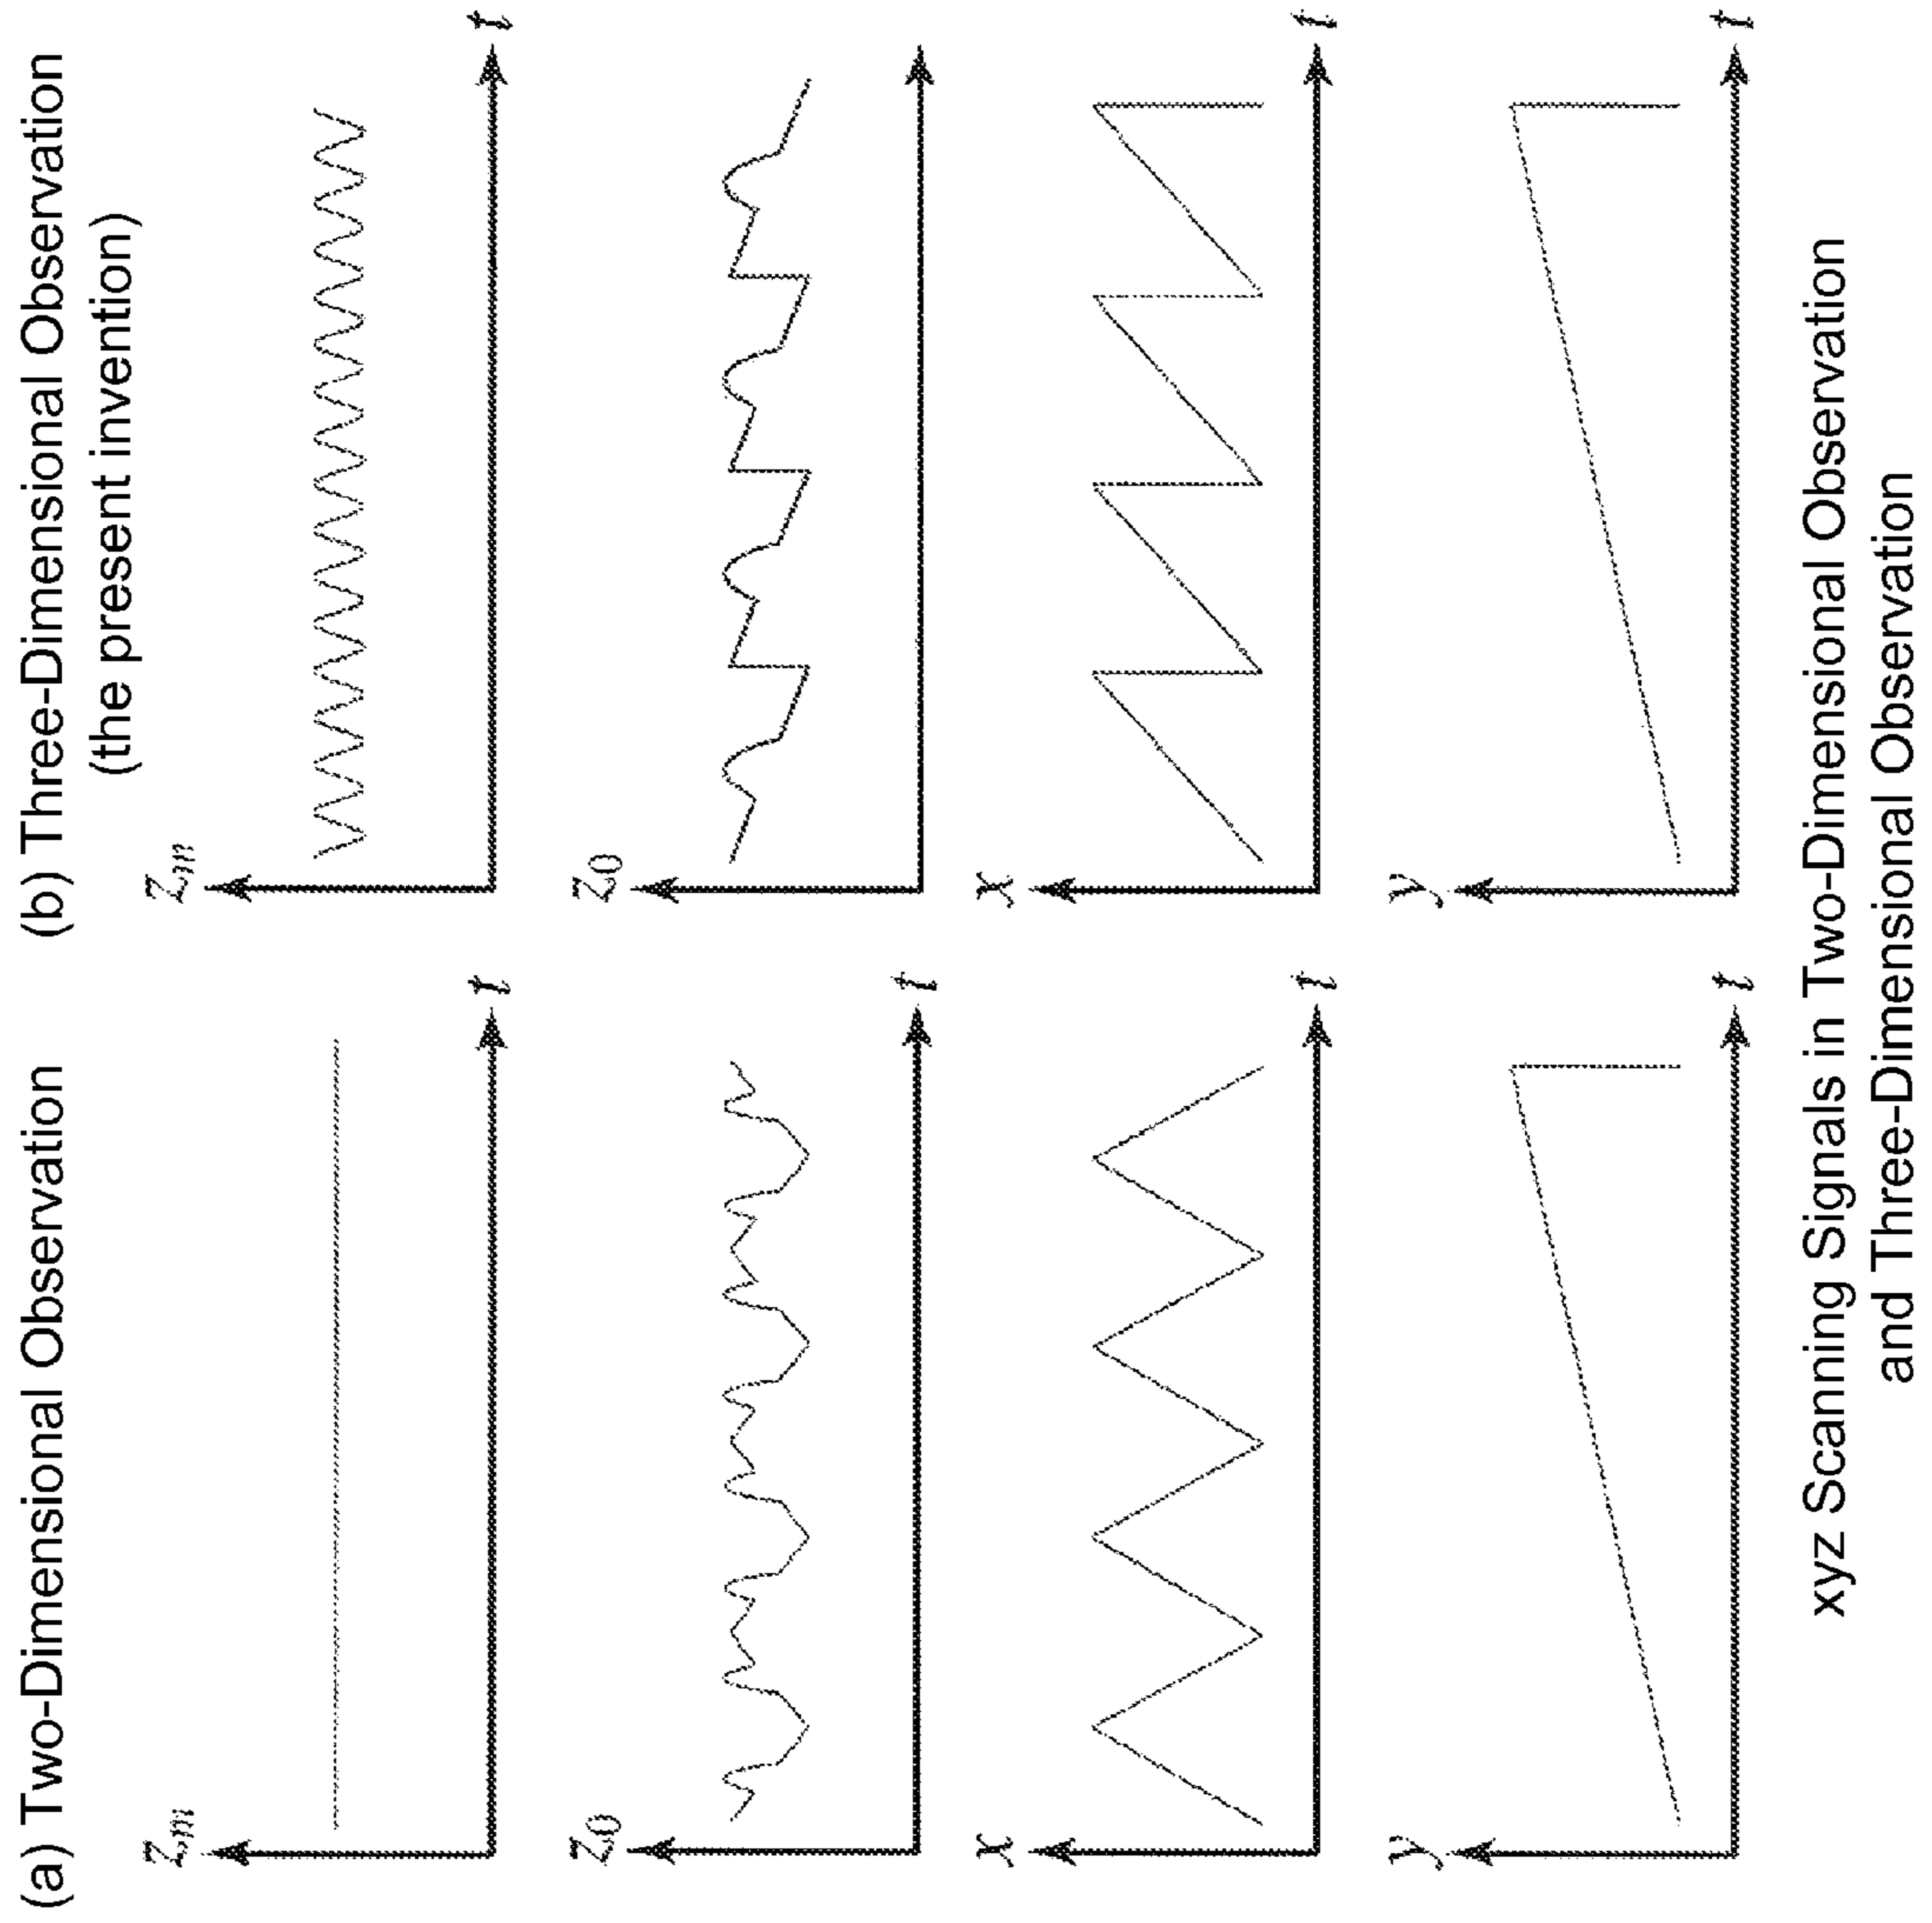 (a) Two-Dimensional Observation
(b) Three-Dimensional Observation
(the present invention)
Zm
t
Zm
t
Z0
t
Z0
x
t
x
t
y
t
y
t
xyz Scanning Signals in Two-Dimensional Observation
and Three-Dimensional Observation